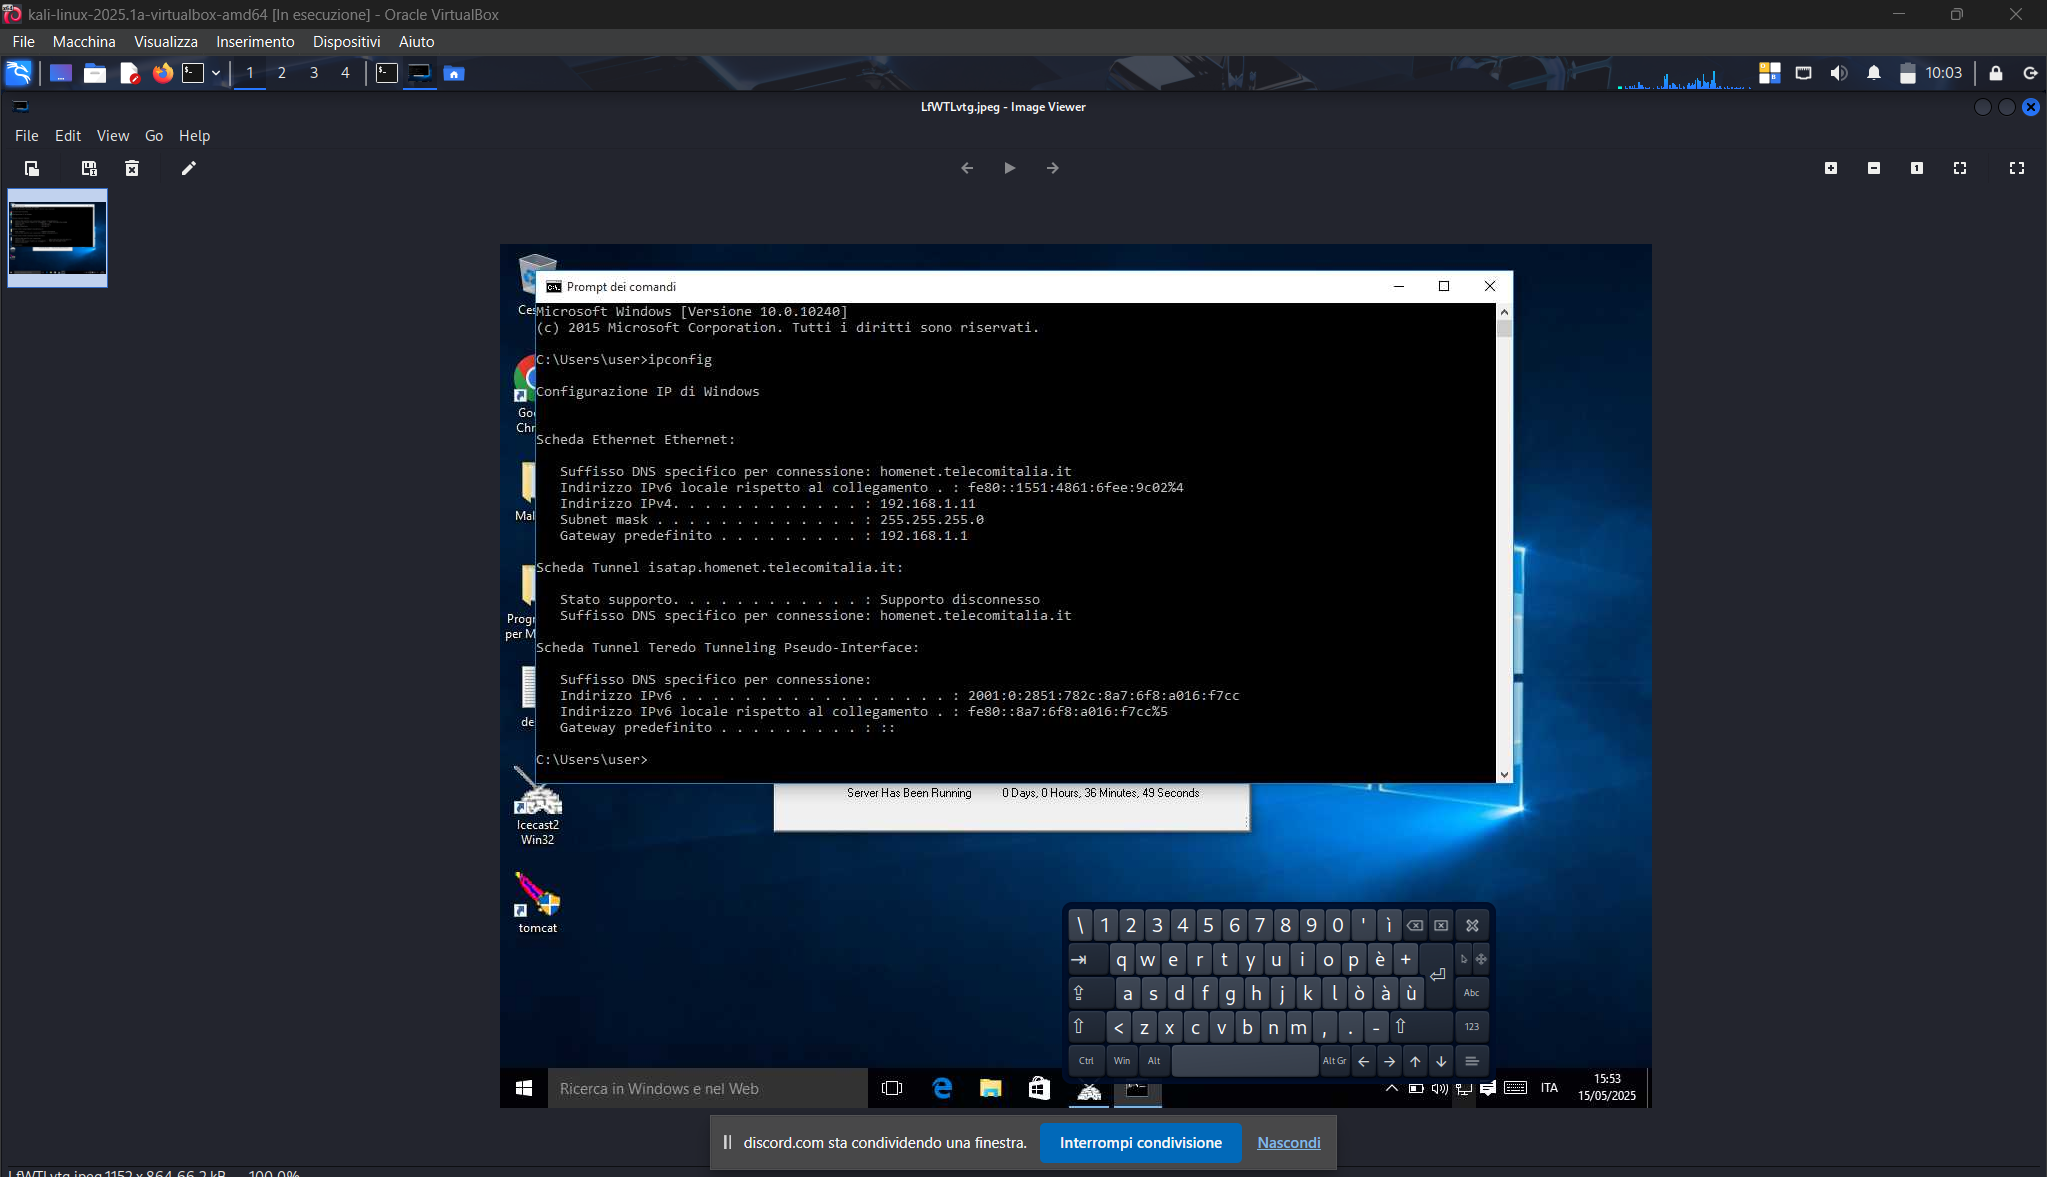 kali-linux-2025.1a-virtualbox-amd64 [In esecuzione] - Oracle VirtualBox
File Macchina Visualizza Inserimento Dispositivi Aiuto
1 2 3 4
10:03
LfWTLvtg.jpeg - Image Viewer
File Edit View Go Help
Prompt dei comandi
Microsoft Windows [Versione 10.0.10240]
(c) 2015 Microsoft Corporation. Tutti i diritti sono riservati.
C:\Users\user>ipconfig
Configurazione IP di Windows
Scheda Ethernet Ethernet:
Suffisso DNS specifico per connessione: homenet.telecomitalia.it
Indirizzo IPv6 locale rispetto al collegamento . : fe80::1551:4861:6fee:9c02%4
Indirizzo IPv4. . . . . . . . . . . . : 192.168.1.11
Subnet mask . . . . . . . . . . . . . : 255.255.255.0
Gateway predefinito . . . . . . . . . : 192.168.1.1
Scheda Tunnel isatap.homenet.telecomitalia.it:
Stato supporto. . . . . . . . . . . . : Supporto disconnesso
Suffisso DNS specifico per connessione: homenet.telecomitalia.it
Scheda Tunnel Teredo Tunneling Pseudo-Interface:
Suffisso DNS specifico per connessione:
Indirizzo IPv6 . . . . . . . . . . . . . . . . . : 2001:0:2851:782c:8a7:6f8:a016:f7cc
Indirizzo IPv6 locale rispetto al collegamento . : fe80::8a7:6f8:a016:f7cc%5
Gateway predefinito . . . . . . . . . : ::
C:\Users\user>
Ces
Goo
Chr
Mal
Progr
per M
de
Server Has Been Running 0 Days, 0 Hours, 36 Minutes, 49 Seconds
Icecast2
Win32
tomcat
\ 1 2 3 4 5 6 7 8 9 0 ' ì
q w e r t y u i o p è +
a s d f g h j k l ò à ù Abc
< z x c v b n m , . - 123
Ctrl Win Alt Alt Gr
Ricerca in Windows e nel Web
ITA
15:53
15/05/2025
discord.com sta condividendo una finestra. Interrompi condivisione Nascondi
LfWTLvtg.jpeg 1152 x 864 66.2 kB 100.0%